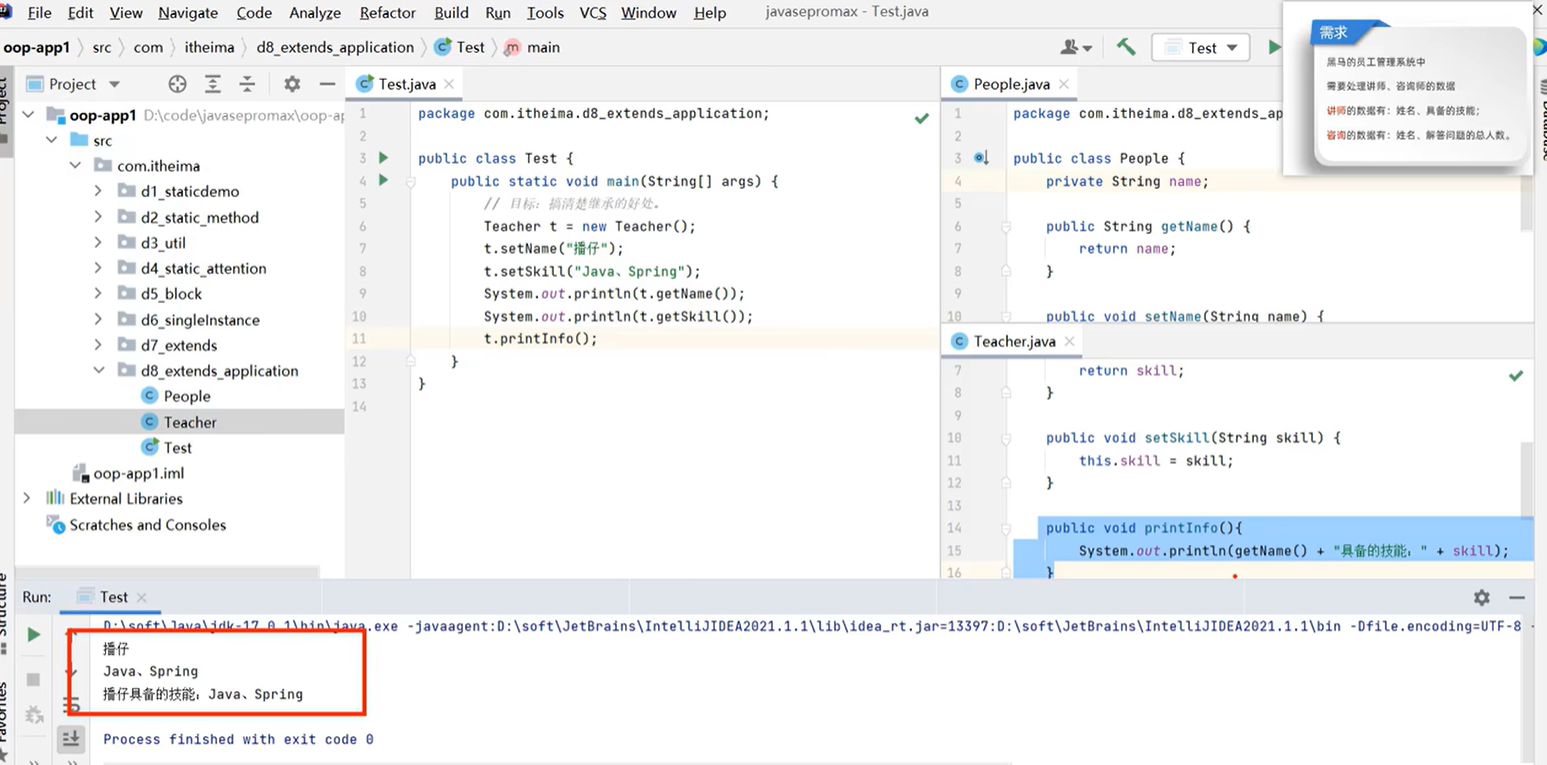 File Edit View Navigate Code Analyze Refactor Build Run Tools VCS Window Help javasepromax - Test.java
oop-app1 src com itheima d8_extends_application Test main
Test
需求
黑马的员工管理系统中
需要处理讲师、咨询师的数据
讲师的数据有：姓名、具备的技能；
咨询的数据有：姓名、解答问题的总人数。
Project
Project
oop-app1 D:\code\javasepromax\oop-ap
src
com.itheima
d1_staticdemo
d2_static_method
d3_util
d4_static_attention
d5_block
d6_singleInstance
d7_extends
d8_extends_application
People
Teacher
Test
oop-app1.iml
External Libraries
Scratches and Consoles
Test.java
1 package com.itheima.d8_extends_application;
2
3 public class Test {
4 public static void main(String[] args) {
5 // 目标：搞清楚继承的好处。
6 Teacher t = new Teacher();
7 t.setName("播仔");
8 t.setSkill("Java、Spring");
9 System.out.println(t.getName());
10 System.out.println(t.getSkill());
11 t.printInfo();
12 }
13 }
14
People.java
1 package com.itheima.d8_extends_ap
2
3 public class People {
4 private String name;
5
6 public String getName() {
7 return name;
8 }
9
10 public void setName(String name) {
Teacher.java
7 return skill;
8 }
9
10 public void setSkill(String skill) {
11 this.skill = skill;
12 }
13
14 public void printInfo(){
15 System.out.println(getName() + "具备的技能：" + skill);
16 }
Database
Structure
Favorites
Run: Test
D:\soft\Java\jdk-17.0.1\bin\java.exe -javaagent:D:\soft\JetBrains\IntelliJIDEA2021.1.1\lib\idea_rt.jar=13397:D:\soft\JetBrains\IntelliJIDEA2021.1.1\bin -Dfile.encoding=UTF-8 -
播仔
Java、Spring
播仔具备的技能：Java、Spring
Process finished with exit code 0